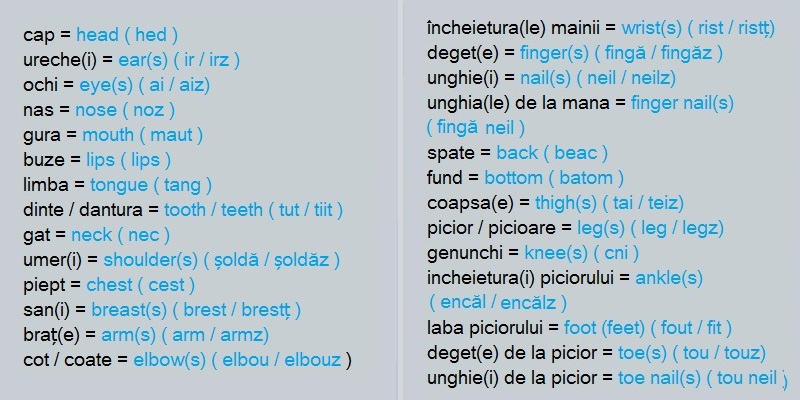 cap = head ( hed )
ureche(i) = ear(s) ( ir / irz )
ochi = eye(s) ( ai / aiz)
nas = nose ( noz )
gura = mouth ( maut )
buze = lips ( lips )
limba = tongue ( tang )
dinte / dantura = tooth / teeth ( tut / tiit )
gat = neck ( nec )
umer(i) = shoulder(s) ( șoldă / șoldăz )
piept = chest ( cest )
san(i) = breast(s) ( brest / brestț )
braț(e) = arm(s) ( arm / armz)
cot / coate = elbow(s) ( elbou / elbouz )
încheietura(le) mainii = wrist(s) ( rist / ristț)
deget(e) = finger(s) ( fingă / fingăz )
unghie(i) = nail(s) ( neil / neilz)
unghia(le) de la mana = finger nail(s)
( fingă neil )
spate = back ( beac )
fund = bottom ( batom )
coapsa(e) = thigh(s) ( tai / teiz)
picior / picioare = leg(s) ( leg / legz)
genunchi = knee(s) ( cni )
incheietura(i) piciorului = ankle(s)
( encăl / encălz )
laba piciorului = foot (feet) ( fout / fit )
deget(e) de la picior = toe(s) ( tou / touz)
unghie(i) de la picior = toe nail(s) ( tou neil )